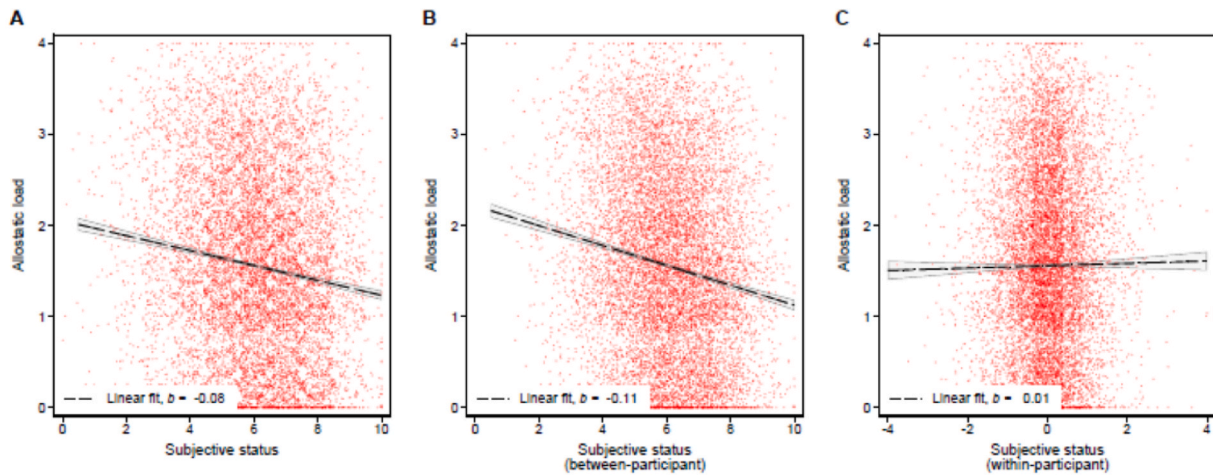 A
B
C
Allostatic load
4
3
2
1
0
Linear fit, b = -0.08
0 2 4 6 8 10
Subjective status
Allostatic load
4
3
2
1
0
Linear fit, b = -0.11
0 2 4 6 8 10
Subjective status
(between-participant)
Allostatic load
4
3
2
1
0
Linear fit, b = 0.01
-4 -2 0 2 4
Subjective status
(within-participant)